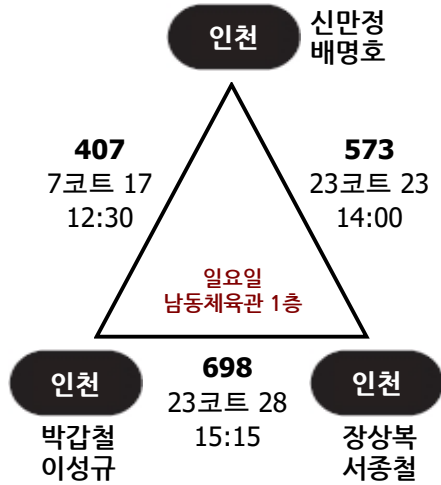 인천
신만정
배명호
407
7코트 17
12:30
573
23코트 23
14:00
일요일
남동체육관 1층
인천
박갑철
이성규
698
23코트 28
15:15
인천
장상복
서종철